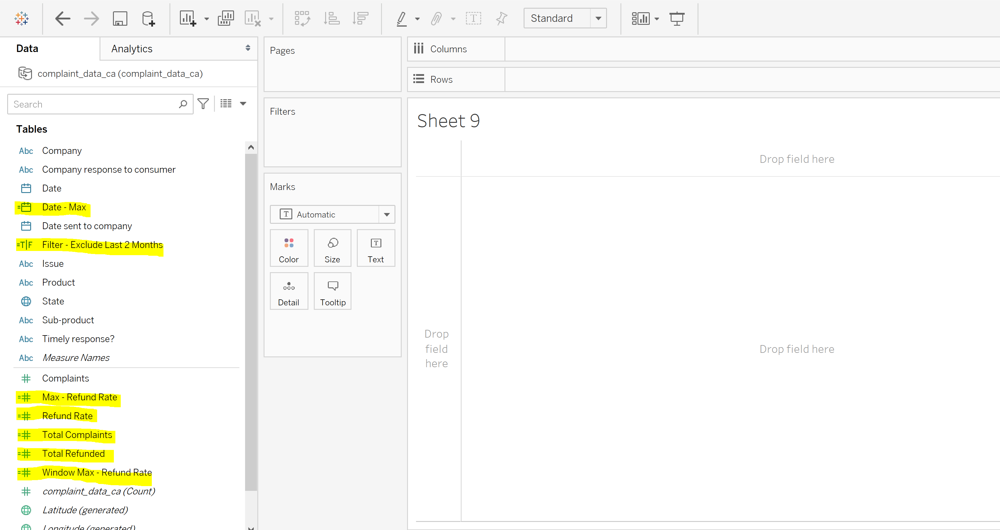 Standard
Data
Analytics
complaint_data_ca (complaint_data_ca)
Search
Tables
Abc Company
Abc Company response to consumer
Date
=Date - Max
Date sent to company
=T|F Filter - Exclude Last 2 Months
Abc Issue
Abc Product
State
Abc Sub-product
Abc Timely response?
Abc Measure Names
# Complaints
=# Max - Refund Rate
=# Refund Rate
=# Total Complaints
=# Total Refunded
=# Window Max - Refund Rate
# complaint_data_ca (Count)
Latitude (generated)
Longitude (generated)
Pages
Filters
Marks
T Automatic
Color
Size
T
Text
Detail
Tooltip
Columns
Rows
Sheet 9
Drop field here
Drop
field
here
Drop field here